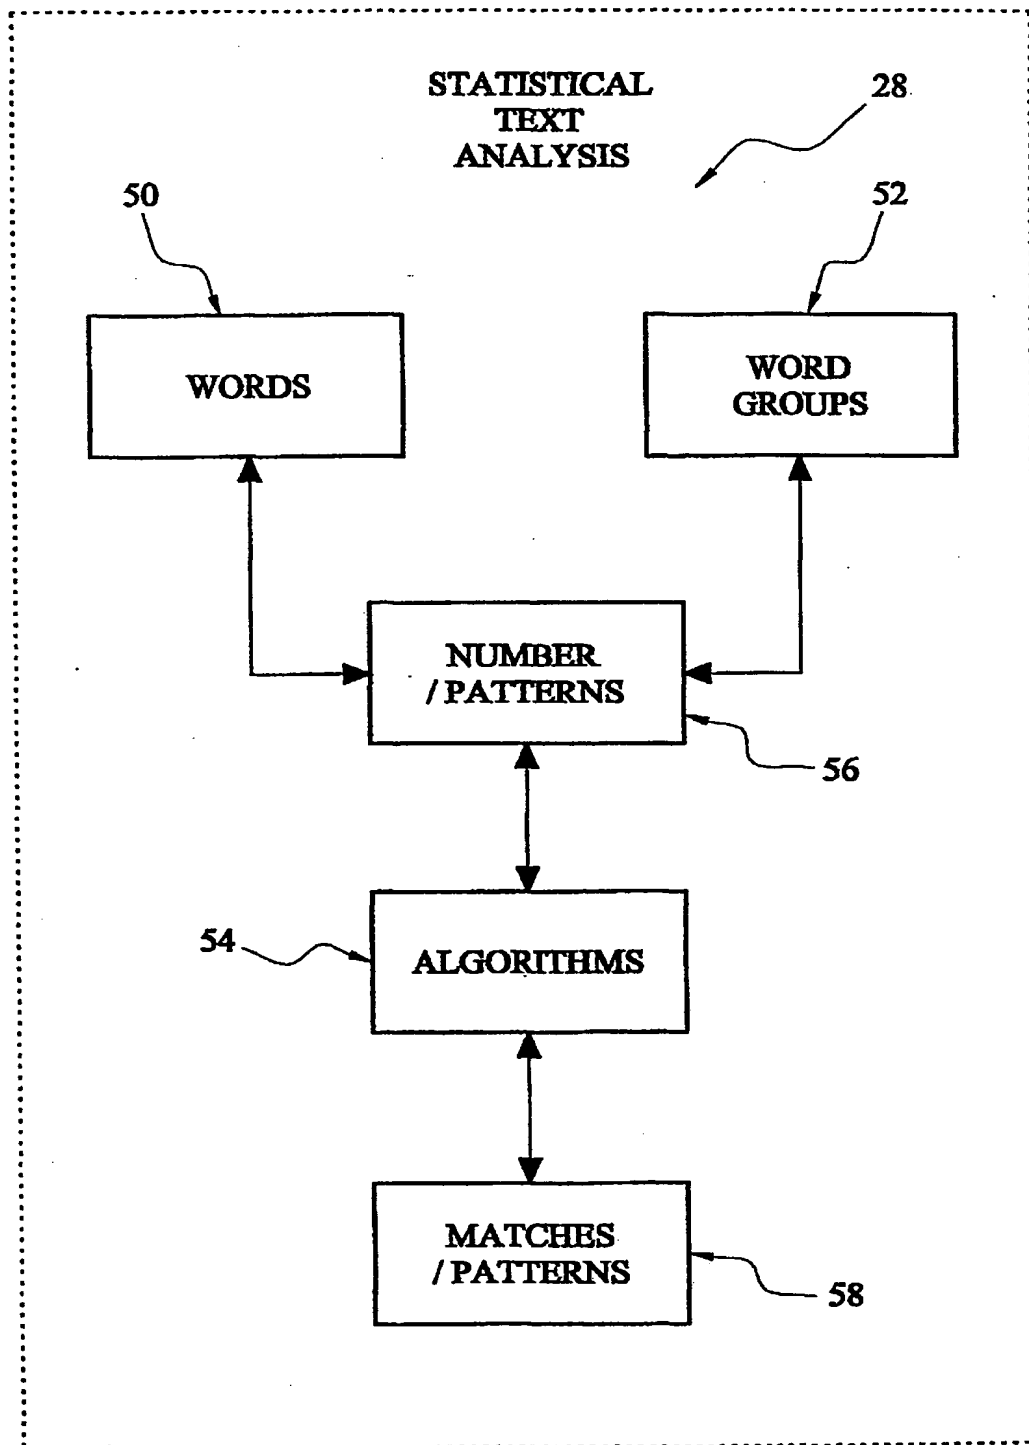 STATISTICAL
TEXT
ANALYSIS
28
50
52
WORDS
WORD
GROUPS
NUMBER
/ PATTERNS
56
54
ALGORITHMS
MATCHES
/ PATTERNS
58